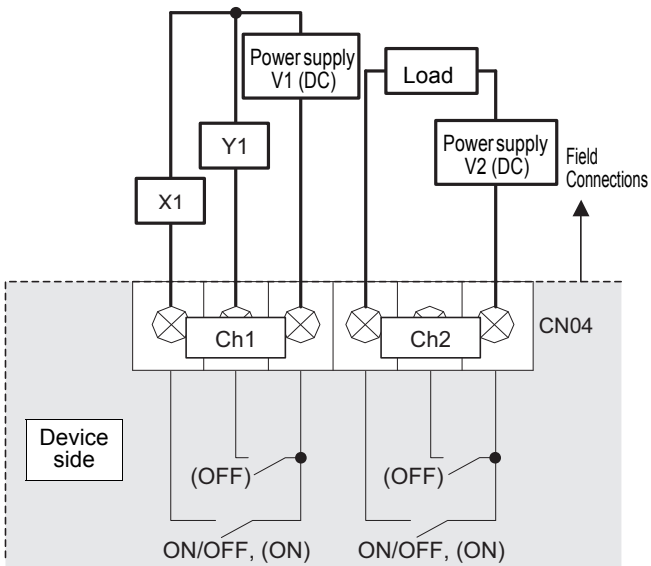 Power supply
V1 (DC)
Load
Y1
Power supply
V2 (DC)
Field
Connections
X1
Ch1
Ch2
CN04
Device
side
(OFF)
(OFF)
ON/OFF, (ON)
ON/OFF, (ON)